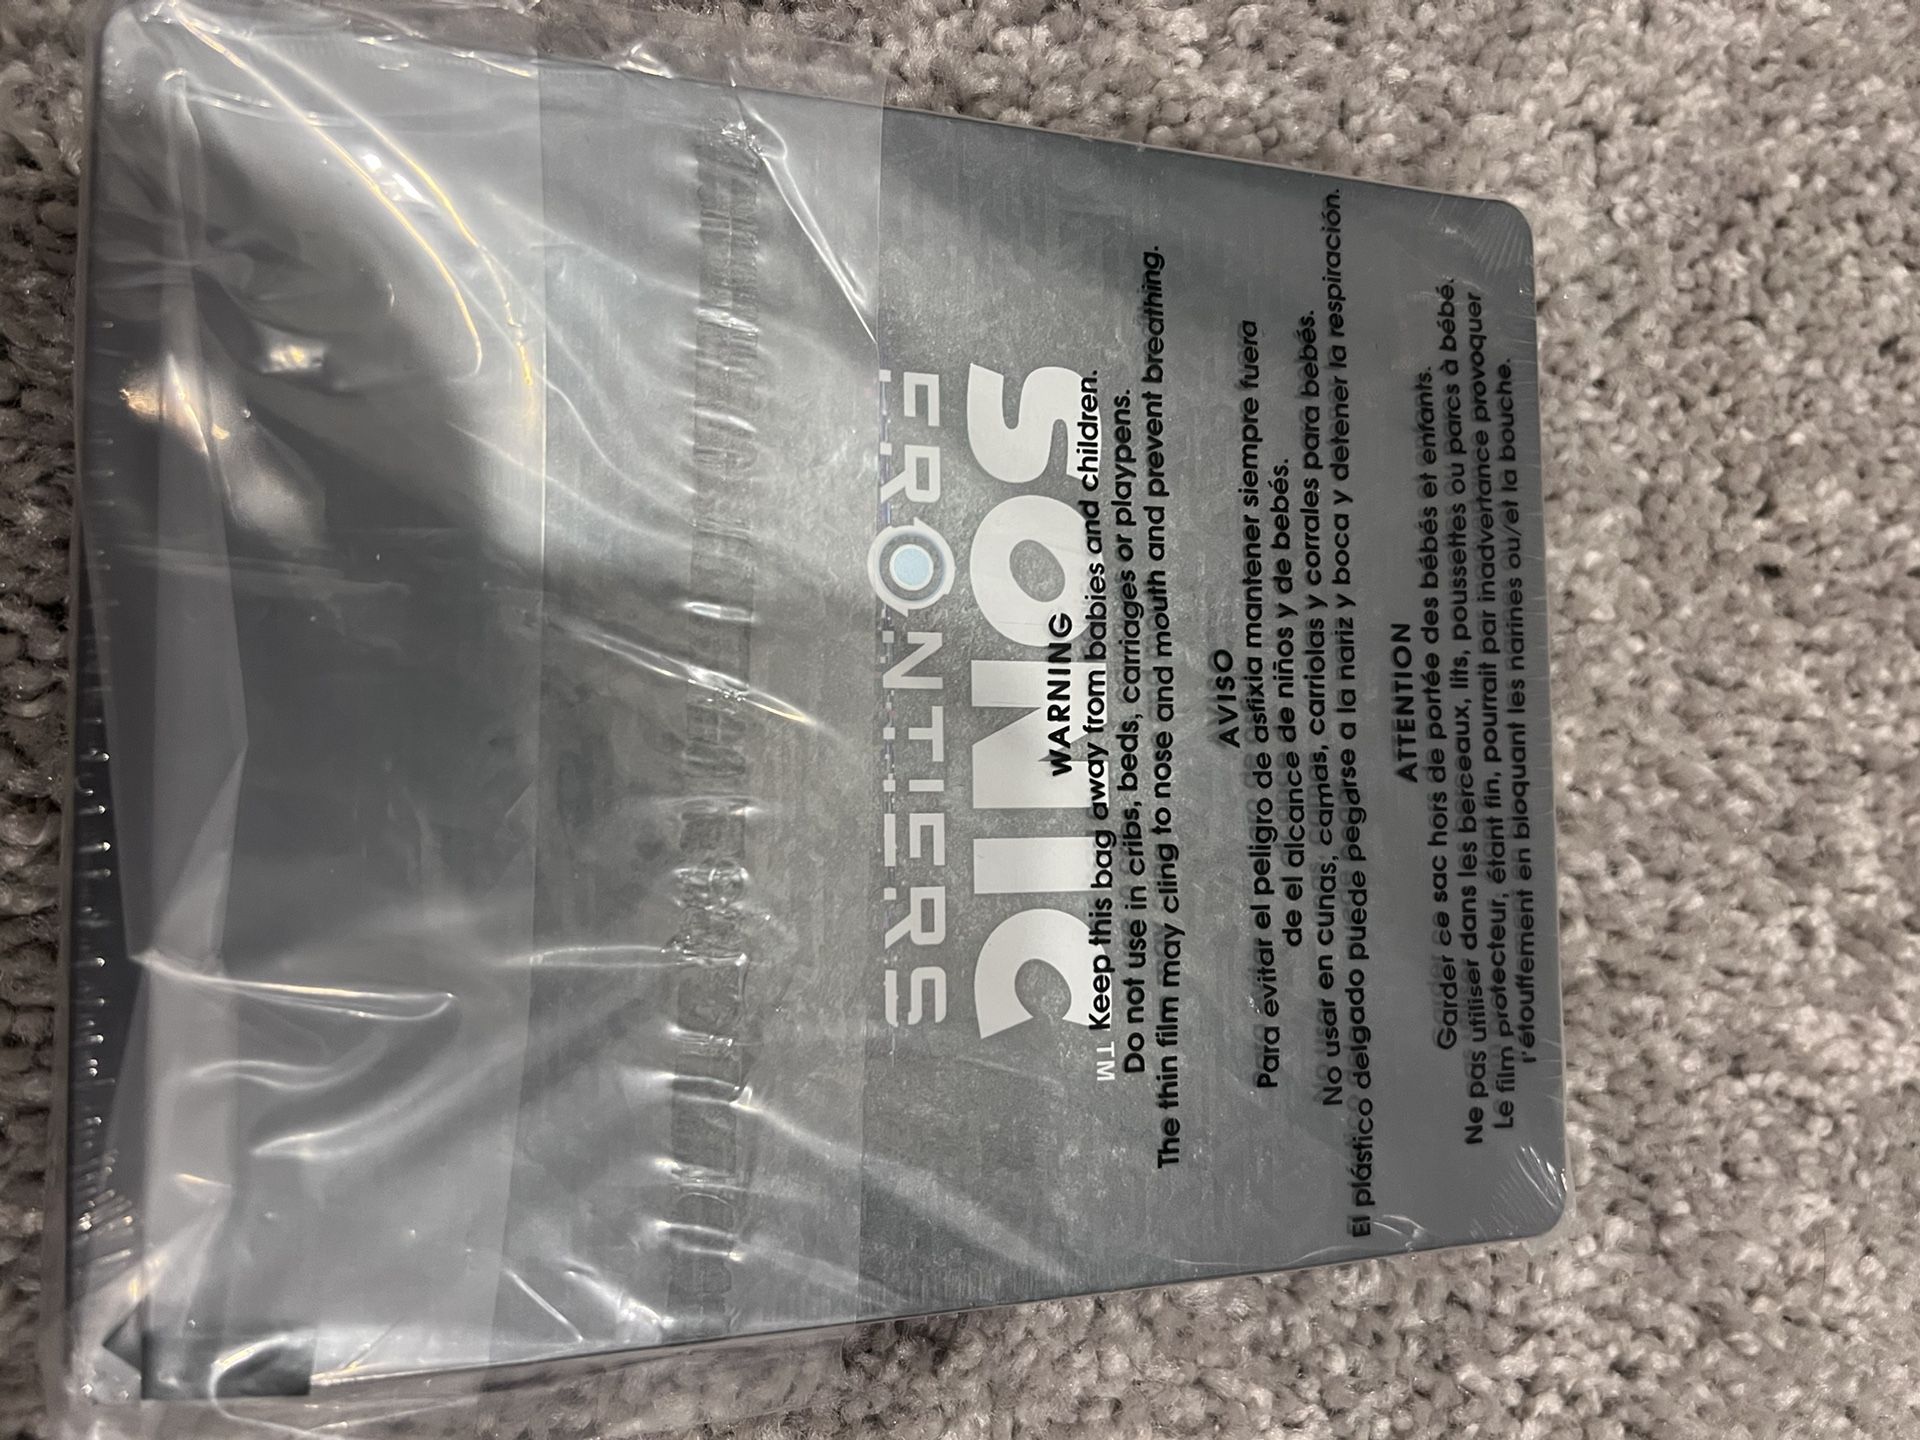 FRONTIERS
SONIC
TM
WARNING
Keep this bag away from babies and children.
Do not use in cribs, beds, carriages or playpens.
The thin film may cling to nose and mouth and prevent breathing.
AVISO
Para evitar el peligro de asfixia mantener siempre fuera
de el alcance de niños y de bebés.
No usar en cunas, camas, carriolas y corrales para bebés.
El plástico delgado puede pegarse a la nariz y boca y detener la respiración.
ATTENTION
Garder ce sac hors de portée des bébés et enfants.
Ne pas utiliser dans les berceaux, lits, poussettes ou parcs à bébé.
Le film protecteur, étant fin, pourrait par inadvertance provoquer
l'étouffement en bloquant les narines ou/et la bouche.